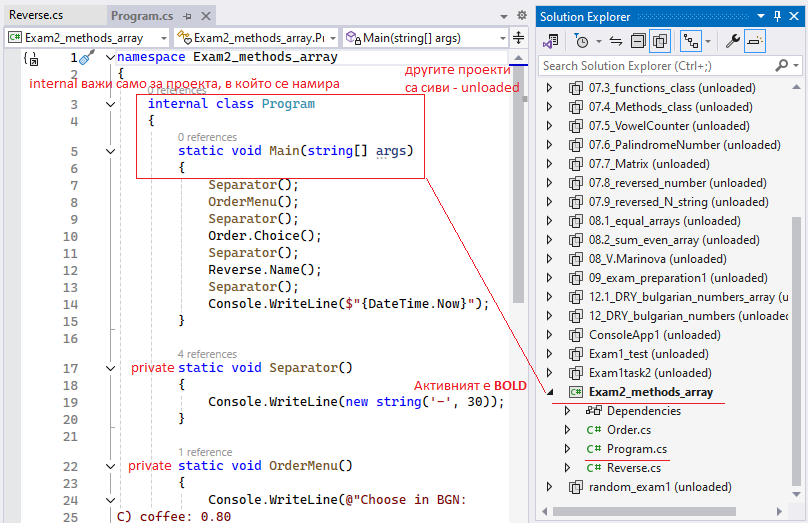 Reverse.cs
Program.cs
Exam2_methods_array
Exam2_methods_array.Pr
Main(string[] args)
1 namespace Exam2_methods_array
internal важи само за проекта, в който се намира
другите проекти
са сиви - unloaded
2 {
0 references
3 internal class Program
4 {
0 references
5 static void Main(string[] args)
6 {
7 Separator();
8 OrderMenu();
9 Separator();
10 Order.Choice();
11 Separator();
12 Reverse.Name();
13 Separator();
14 Console.WriteLine($"{DateTime.Now}");
15 }
16
4 references
17 private static void Separator()
18 {
Активният е BOLD
19 Console.WriteLine(new string('-', 30));
20 }
21
1 reference
22 private static void OrderMenu()
23 {
24 Console.WriteLine(@"Choose in BGN:
25 C) coffee: 0.80
Solution Explorer
Search Solution Explorer (Ctrl+;)
07.3_functions_class (unloaded)
07.4_Methods_class (unloaded)
07.5_VowelCounter (unloaded)
07.6_PalindromeNumber (unloaded)
07.7_Matrix (unloaded)
07.8_reversed_number (unloaded)
07.9_reversed_N_string (unloaded)
08.1_equal_arrays (unloaded)
08.2_sum_even_array (unloaded)
08_V.Marinova (unloaded)
09_exam_preparation1 (unloaded)
12.1_DRY_bulgarian_numbers_array (u
12_DRY_bulgarian_numbers (unloaded)
ConsoleApp1 (unloaded)
Exam1_test (unloaded)
Exam1task2 (unloaded)
C# Exam2_methods_array
Dependencies
C# Order.cs
C# Program.cs
C# Reverse.cs
random_exam1 (unloaded)